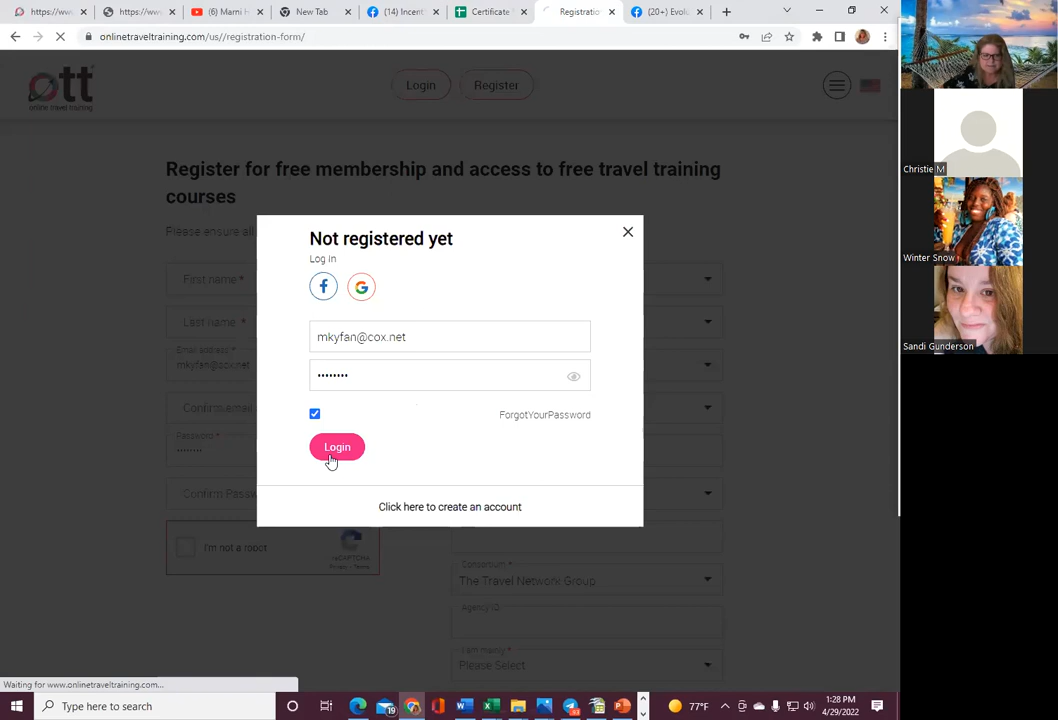 https://ww
https://ww
(6) Marni H
New Tab
(14) Incent
Certificate
Registratio
(20+) Evolu
onlinetraveltraining.com/us//registration-form/
ott
online travel training
Login
Register
Register for free membership and access to free travel training
courses
Please ensure all
First name *
Last name *
Email address *
mkyfan@cox.net
Confirm email
Password *
••••••••
Confirm Passw
I'm not a robot
reCAPTCHA
Privacy - Terms
Not registered yet
Log in
mkyfan@cox.net
••••••••
ForgotYourPassword
Login
Click here to create an account
Consortium *
The Travel Network Group
Agency ID
I am mainly *
Please Select
Christie M
Winter Snow
Sandi Gunderson
Waiting for www.onlinetraveltraining.com...
Type here to search
19
77°F
1:28 PM
4/29/2022